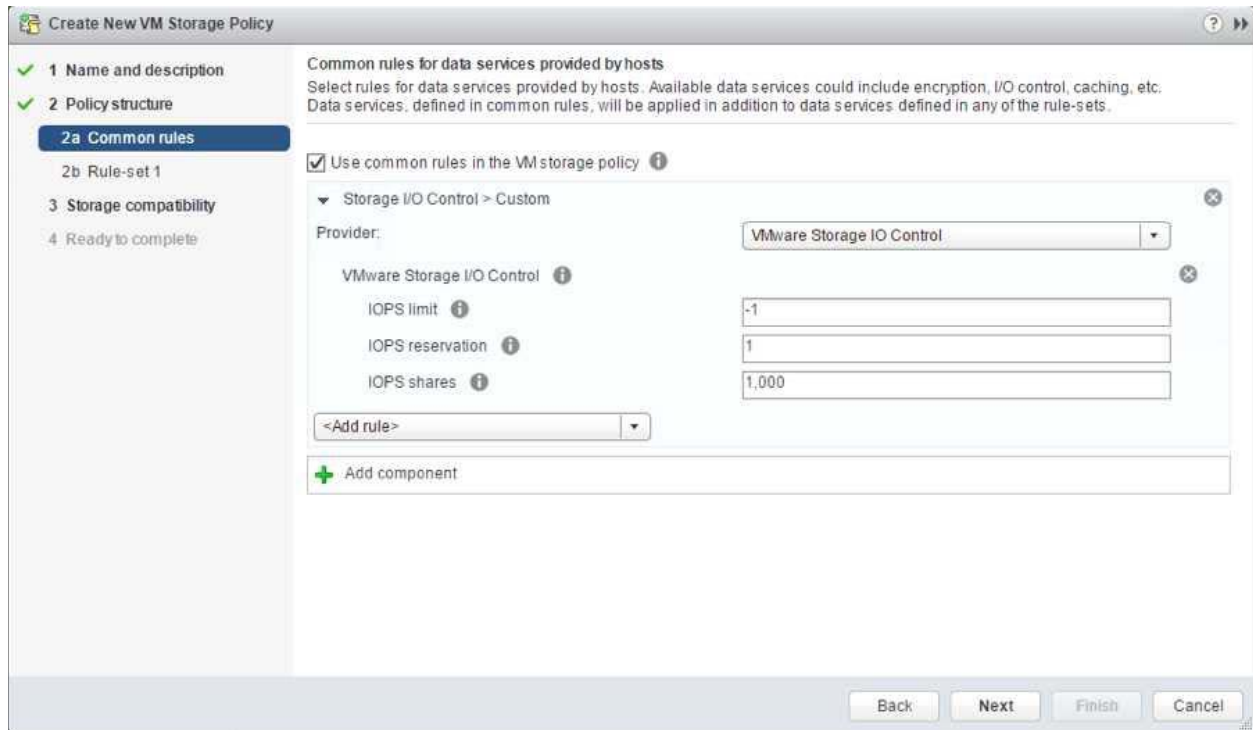 Create New VM Storage Policy
1 Name and description
2 Policy structure
2a Common rules
2b Rule-set 1
3 Storage compatibility
4 Ready to complete
Common rules for data services provided by hosts
Select rules for data services provided by hosts. Available data services could include encryption, I/O control, caching, etc.
Data services, defined in common rules, will be applied in addition to data services defined in any of the rule-sets.
Use common rules in the VM storage policy
Storage I/O Control > Custom
Provider:
VMware Storage IO Control
VMware Storage I/O Control
IOPS limit
-1
IOPS reservation
1
IOPS shares
1,000
<Add rule>
Add component
Back
Next
Finish
Cancel